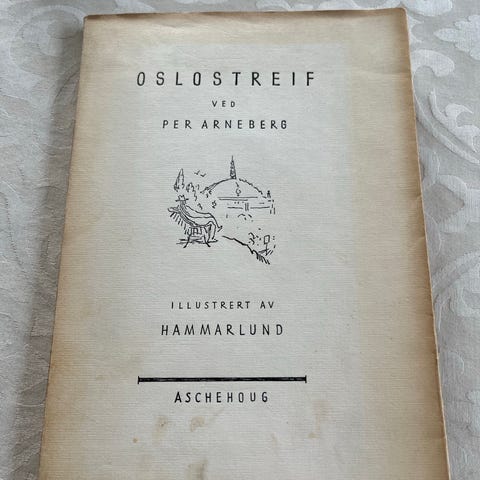 OSLOSTREIF
VED
PER ARNEBERG
ILLUSTRERT AV
HAMMARLUND
ASCHEHOUG